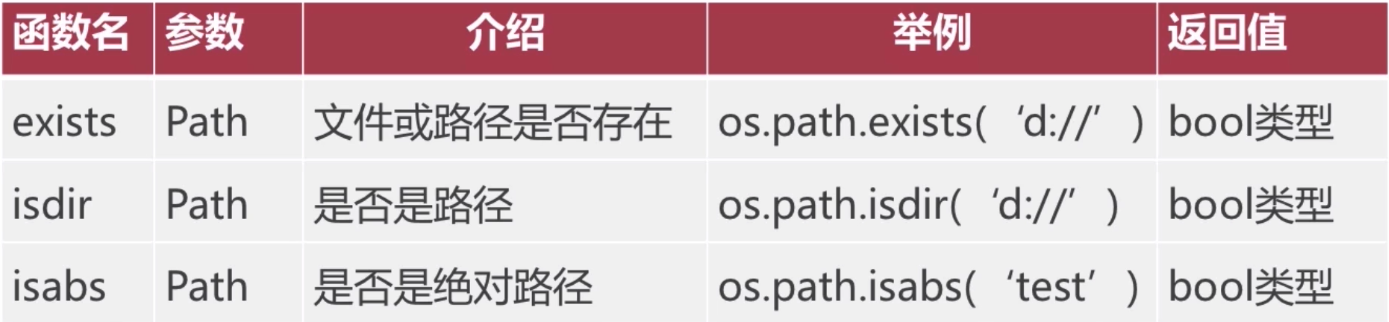 函数名 参数 介绍 举例 返回值
exists Path 文件或路径是否存在 os.path.exists(‘d://’) bool类型
isdir Path 是否是路径 os.path.isdir(‘d://’) bool类型
isabs Path 是否是绝对路径 os.path.isabs(‘test’) bool类型